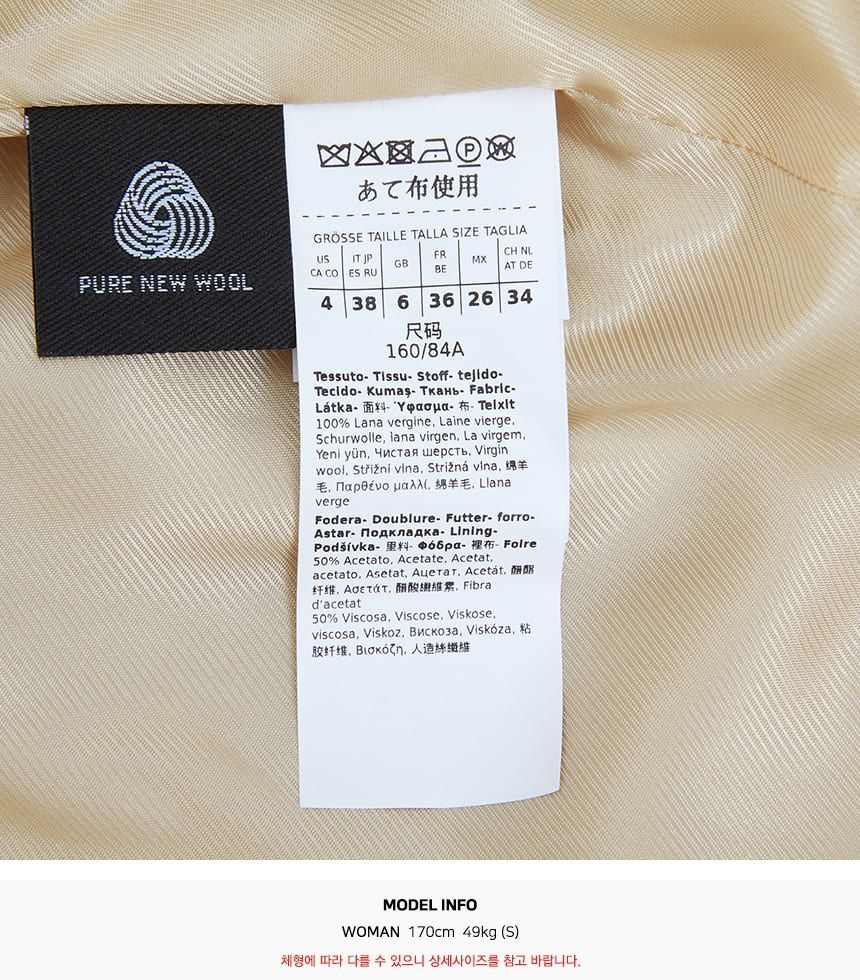 PURE NEW WOOL
P W
あて布使用
GRÖSSE TAILLE TALLA SIZE TAGLIA
US CA CO IT JP ES RU GB FR BE MX CH NL AT DE
4 38 6 36 26 34
尺码
160/84A
Tessuto- Tissu- Stoff- tejido-
Tecido- Kumaş- Ткань- Fabric-
Látka- 面料- Ύφασμα- 布- Teixit
100% Lana vergine, Laine vierge,
Schurwolle, lana virgen, La virgem,
Yeni yün, Чистая шерсть, Virgin
wool, Střižní vlna, Strižná vlna, 绵羊
毛, Παρθένο μαλλί, 綿羊毛, Llana
verge
Fodera- Doublure- Futter- forro-
Astar- Подкладка- Lining-
Podšívka- 里料- Φόδρα- 裡布- Folre
50% Acetato, Acetate, Acetat,
acetato, Asetat, Ацетат, Acetát, 醋酯
纤维, Ασετάτ, 醋酸纖維素, Fibra
d'acetat
50% Viscosa, Viscose, Viskose,
viscosa, Viskoz, Вискоза, Viskóza, 粘
胶纤维, Βισκόζη, 人造絲纖維
MODEL INFO
WOMAN 170cm 49kg (S)
체형에 따라 다를 수 있으니 상세사이즈를 참고 바랍니다.